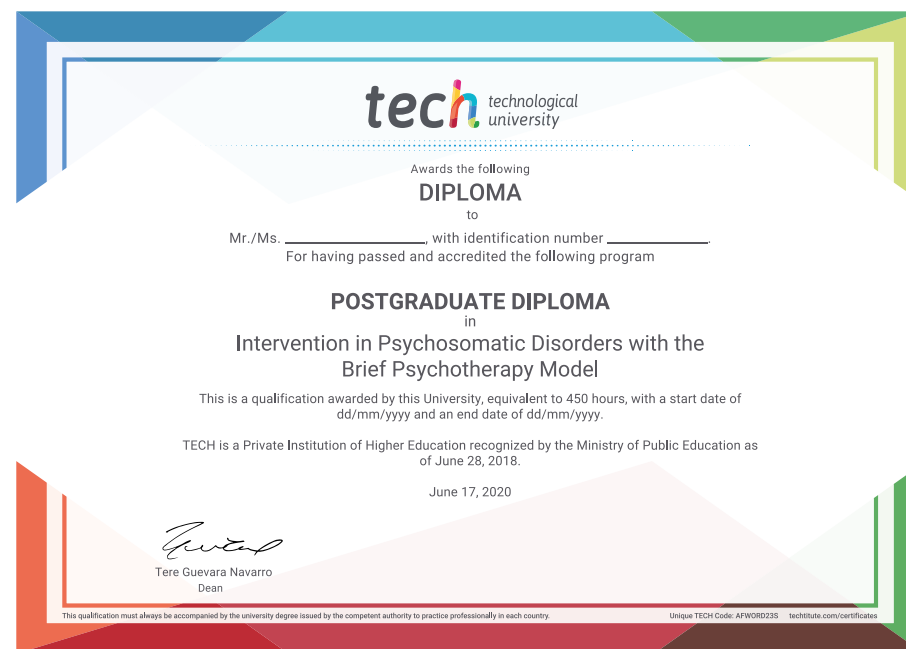 tech technological
university
Awards the following
DIPLOMA
to
Mr./Ms. ____________, with identification number ____________.
For having passed and accredited the following program
POSTGRADUATE DIPLOMA
in
Intervention in Psychosomatic Disorders with the
Brief Psychotherapy Model
This is a qualification awarded by this University, equivalent to 450 hours, with a start date of
dd/mm/yyyy and an end date of dd/mm/yyyy.
TECH is a Private Institution of Higher Education recognized by the Ministry of Public Education as
of June 28, 2018.
June 17, 2020
Tere Guevara Navarro
Dean
This qualification must always be accompanied by the university degree issued by the competent authority to practice professionally in each country.
Unique TECH Code: AFWORD23S techtitute.com/certificates